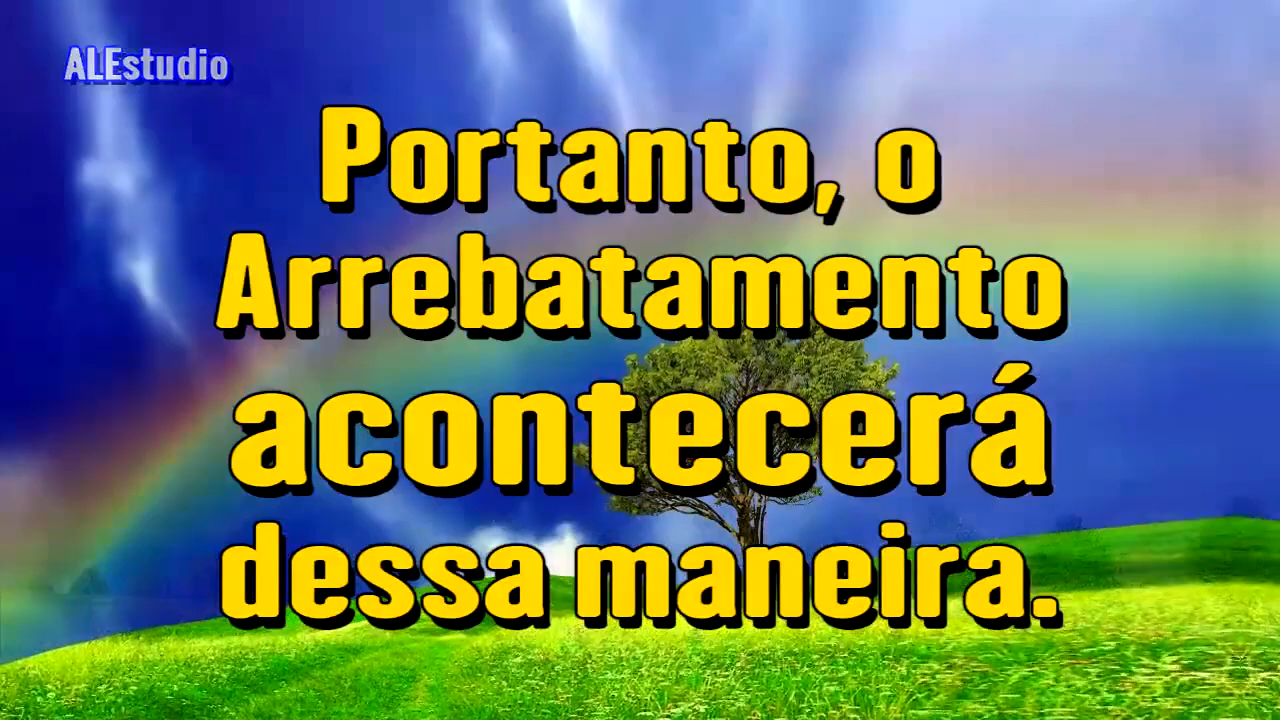 ALEstudio
Portanto, o
Arrebatamento
acontecerá
dessa maneira.